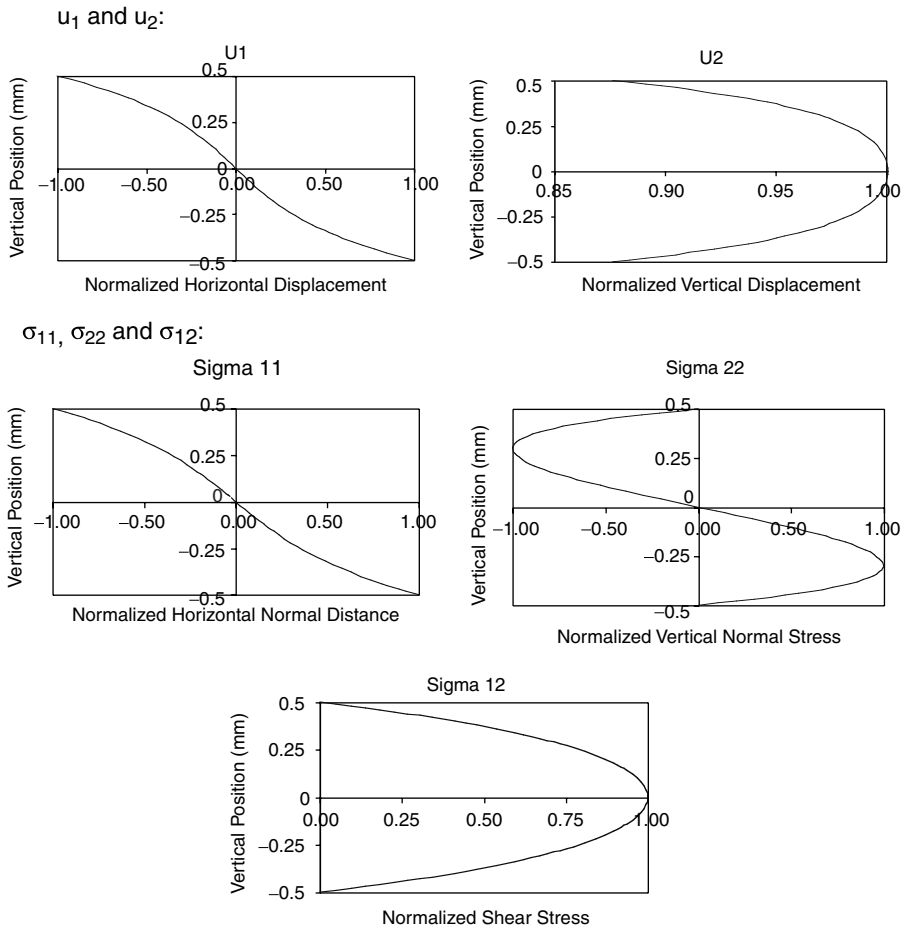 u1 and u2:
U1
Vertical Position (mm)
0.5
0.25
0
−1.00 −0.50 0.00 0.50 1.00
−0.25
−0.5
Normalized Horizontal Displacement
U2
Vertical Position (mm)
0.5
0.25
0
0.85 0.90 0.95 1.00
−0.25
−0.5
Normalized Vertical Displacement
σ11, σ22 and σ12:
Sigma 11
Vertical Position (mm)
0.5
0.25
0
−1.00 −0.50 0.00 0.50 1.00
−0.25
−0.5
Normalized Horizontal Normal Distance
Sigma 22
Vertical Position (mm)
0.5
0.25
0
−1.00 −0.50 0.00 0.50 1.00
−0.25
−0.5
Normalized Vertical Normal Stress
Sigma 12
Vertical Position (mm)
0.5
0.25
0
0.00 0.25 0.50 0.75 1.00
−0.25
−0.5
Normalized Shear Stress